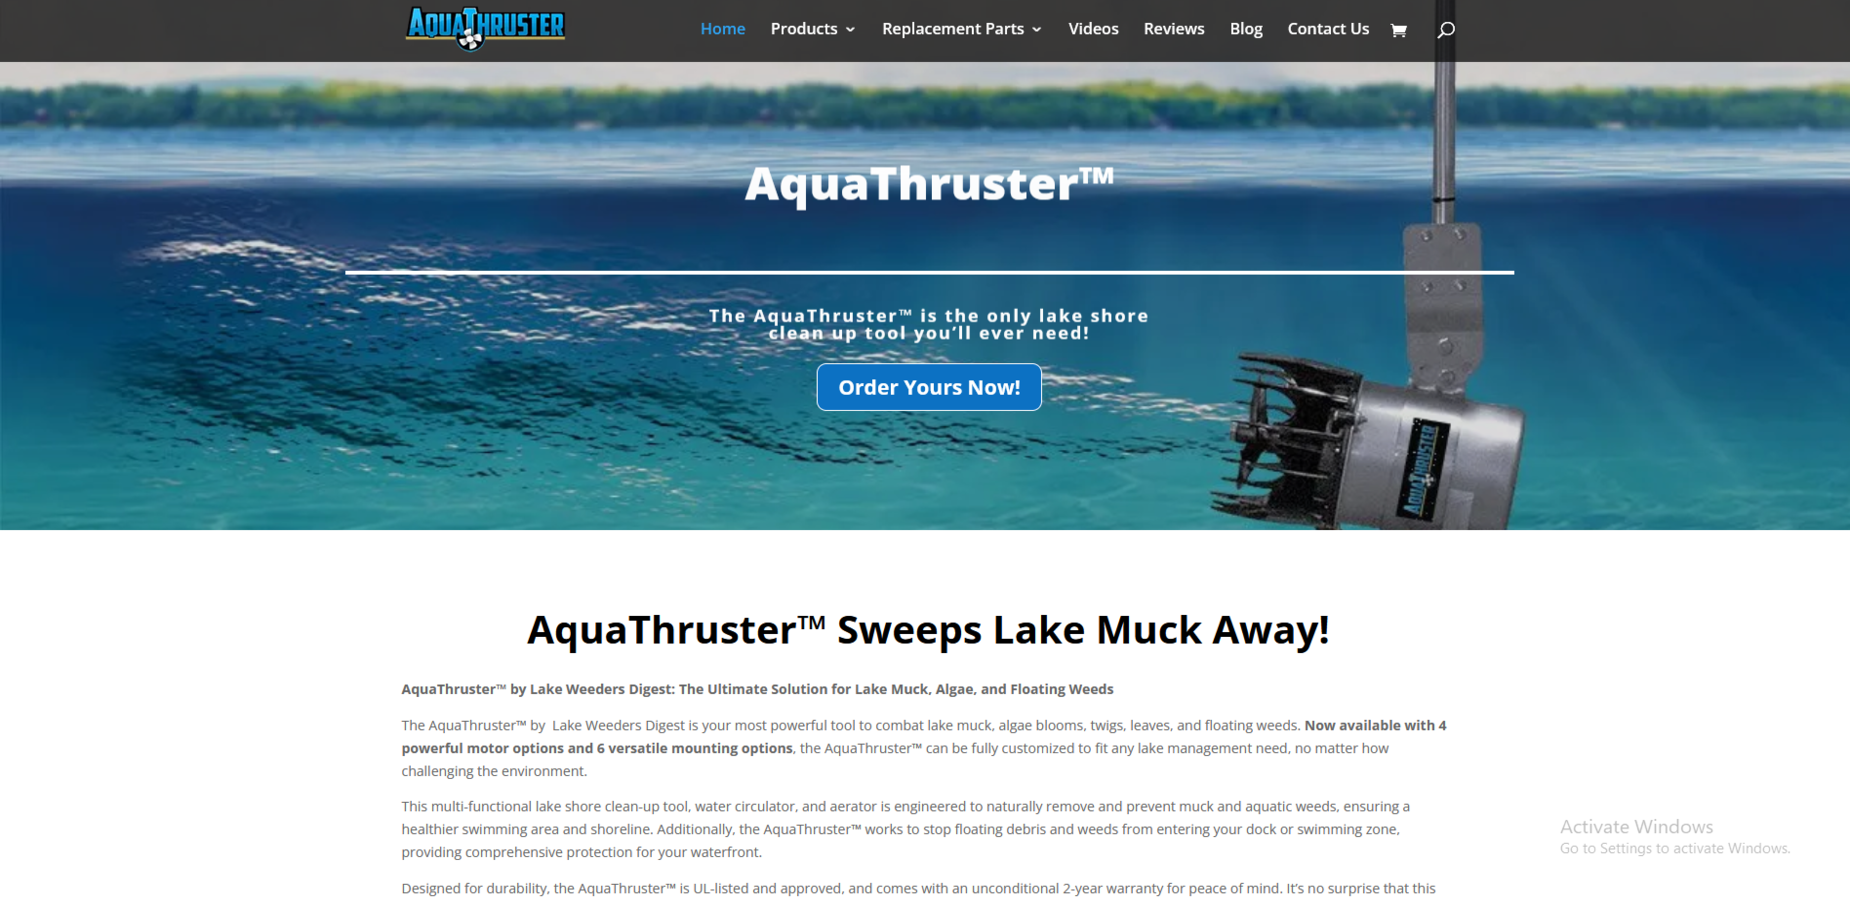 AQUATHRUSTER
Home Products Replacement Parts Videos Reviews Blog Contact Us
AquaThruster™
The AquaThruster™ is the only lake shore
clean up tool you’ll ever need!
Order Yours Now!
AQUATHRUSTER
AquaThruster™ Sweeps Lake Muck Away!
AquaThruster™ by Lake Weeders Digest: The Ultimate Solution for Lake Muck, Algae, and Floating Weeds
The AquaThruster™ by Lake Weeders Digest is your most powerful tool to combat lake muck, algae blooms, twigs, leaves, and floating weeds. Now available with 4
powerful motor options and 6 versatile mounting options, the AquaThruster™ can be fully customized to fit any lake management need, no matter how
challenging the environment.
This multi-functional lake shore clean-up tool, water circulator, and aerator is engineered to naturally remove and prevent muck and aquatic weeds, ensuring a
healthier swimming area and shoreline. Additionally, the AquaThruster™ works to stop floating debris and weeds from entering your dock or swimming zone,
providing comprehensive protection for your waterfront.
Activate Windows
Go to Settings to activate Windows.
Designed for durability, the AquaThruster™ is UL-listed and approved, and comes with an unconditional 2-year warranty for peace of mind. It’s no surprise that this